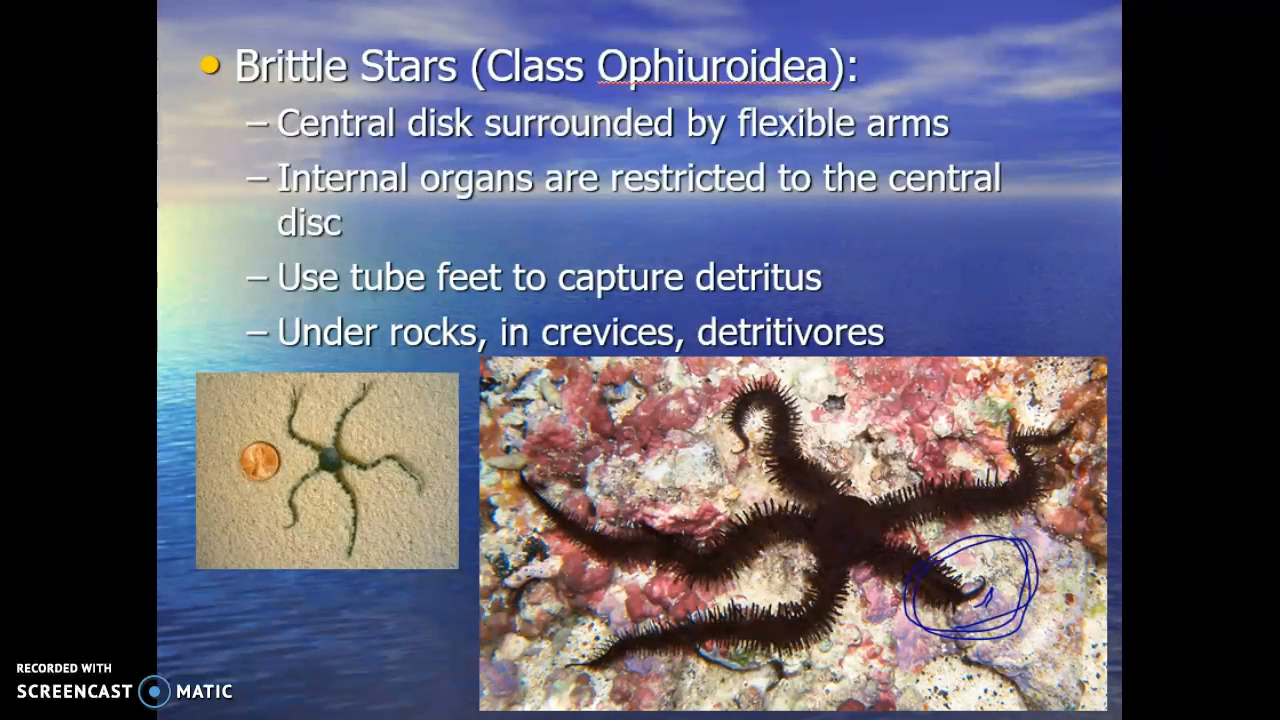 • Brittle Stars (Class Ophiuroidea):
– Central disk surrounded by flexible arms
– Internal organs are restricted to the central
disc
– Use tube feet to capture detritus
– Under rocks, in crevices, detritivores
RECORDED WITH
SCREENCAST MATIC